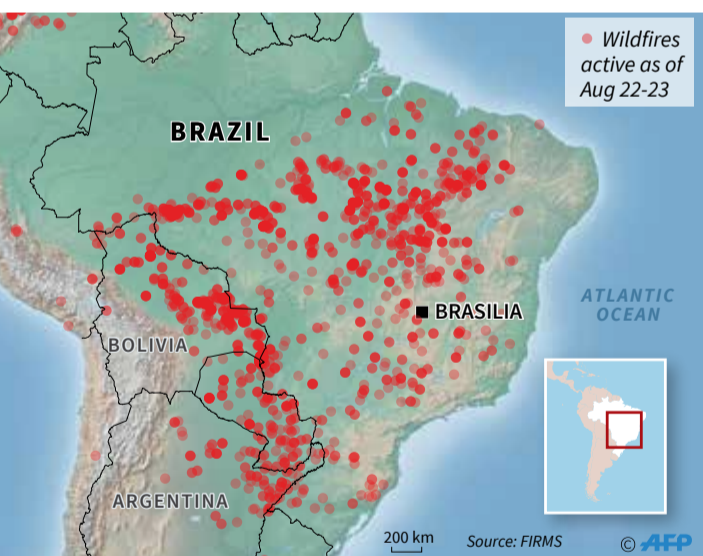 Wildfires
active as of
Aug 22-23
BRAZIL
ATLANTIC
OCEAN
BRASILIA
BOLIVIA
ARGENTINA
200 km
Source: FIRMS
© AFP